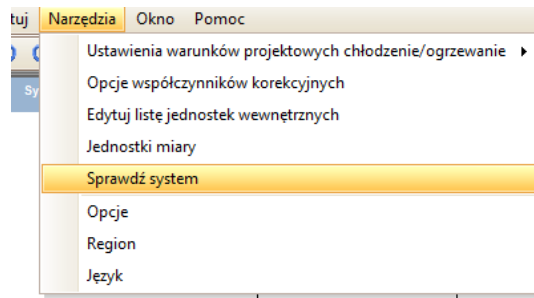 tuj Narzędzia Okno Pomoc
Ustawienia warunków projektowych chłodzenie/ogrzewanie
Sy
Opcje współczynników korekcyjnych
Edytuj listę jednostek wewnętrznych
Jednostki miary
Sprawdź system
Opcje
Region
Język